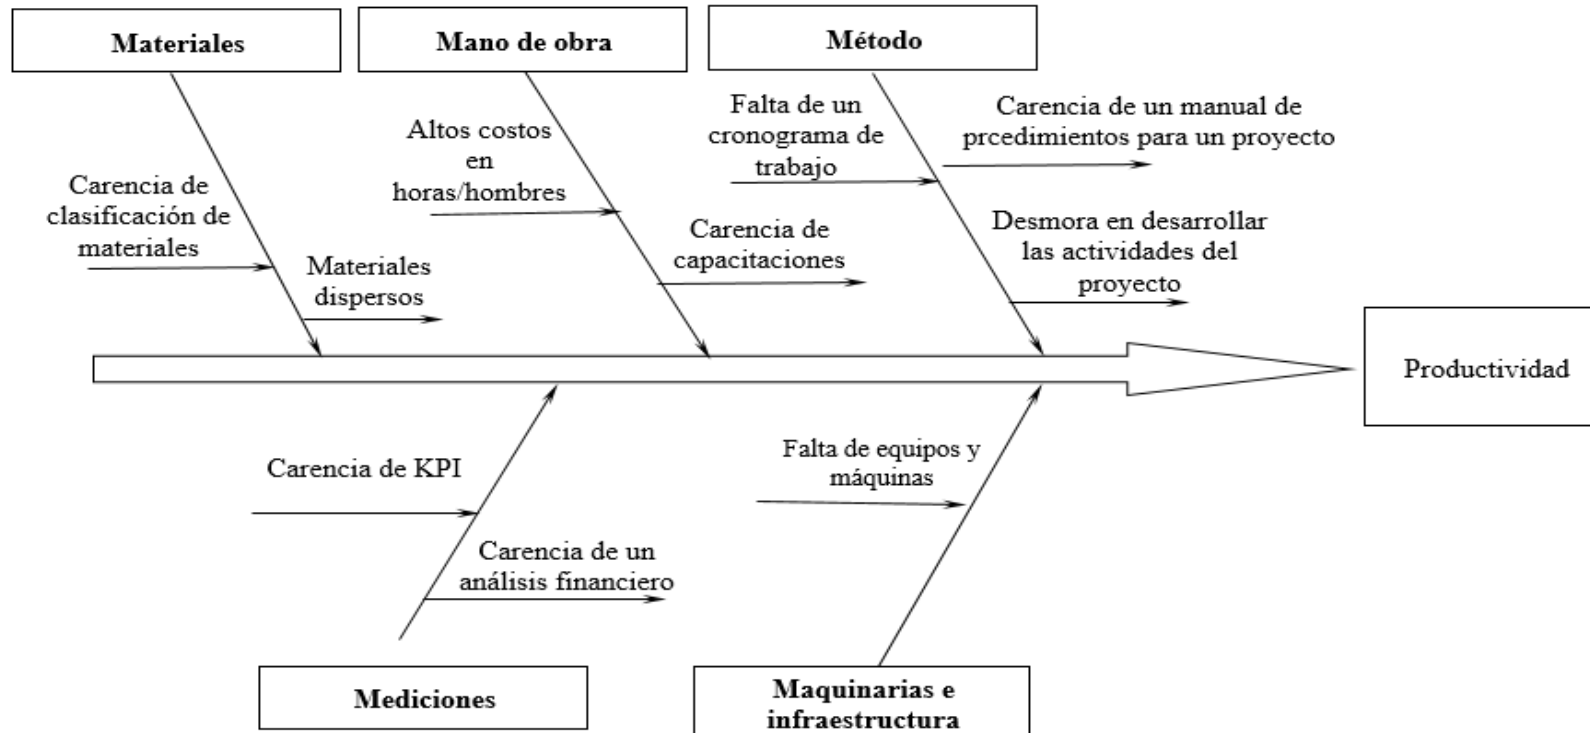 Materiales
Mano de obra
Método
Carencia de
clasificación de
materiales
Materiales
dispersos
Altos costos
en
horas/hombres
Carencia de
capacitaciones
Falta de un
cronograma de
trabajo
Carencia de un manual de
prcedimientos para un proyecto
Desmora en desarrollar
las actividades del
proyecto
Productividad
Carencia de KPI
Carencia de un
análisis financiero
Falta de equipos y
máquinas
Mediciones
Maquinarias e
infraestructura